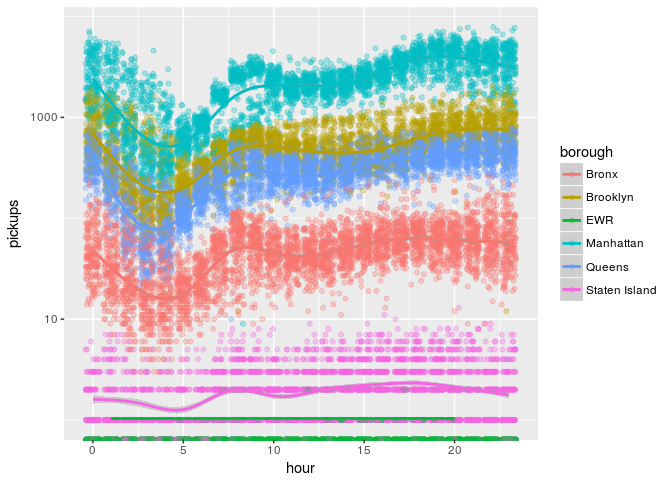 1000
10
pickups
0 5 10 15 20
hour
borough
Bronx
Brooklyn
EWR
Manhattan
Queens
Staten Island